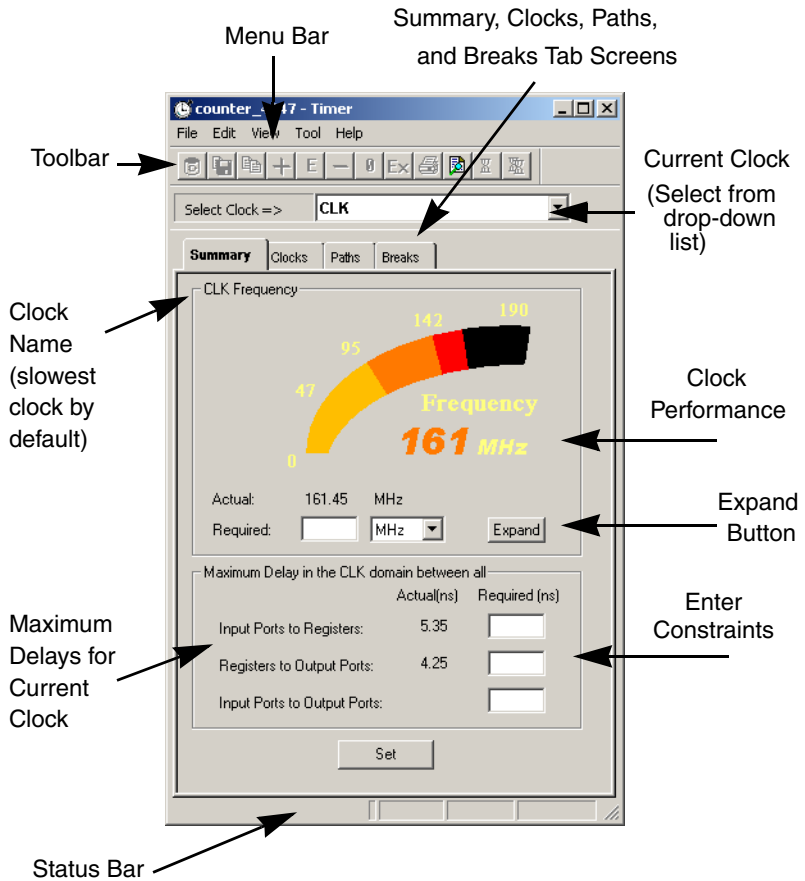 Summary, Clocks, Paths,
and Breaks Tab Screens
Menu Bar
Timer
File Edit View Tool Help
Toolbar
E Ex
Current Clock
(Select from
drop-down
list)
Select Clock => CLK
Summary Clocks Paths Breaks
CLK Frequency
Clock
Name
(slowest
clock by
default)
0 47 95 142 190
Frequency
161 MHz
Clock
Performance
Actual: 161.45 MHz
Required: MHz Expand
Expand
Button
Maximum Delay in the CLK domain between all
Actual(ns) Required (ns)
Input Ports to Registers: 5.35
Registers to Output Ports: 4.25
Input Ports to Output Ports:
Enter
Constraints
Maximum
Delays for
Current
Clock
Set
Status Bar